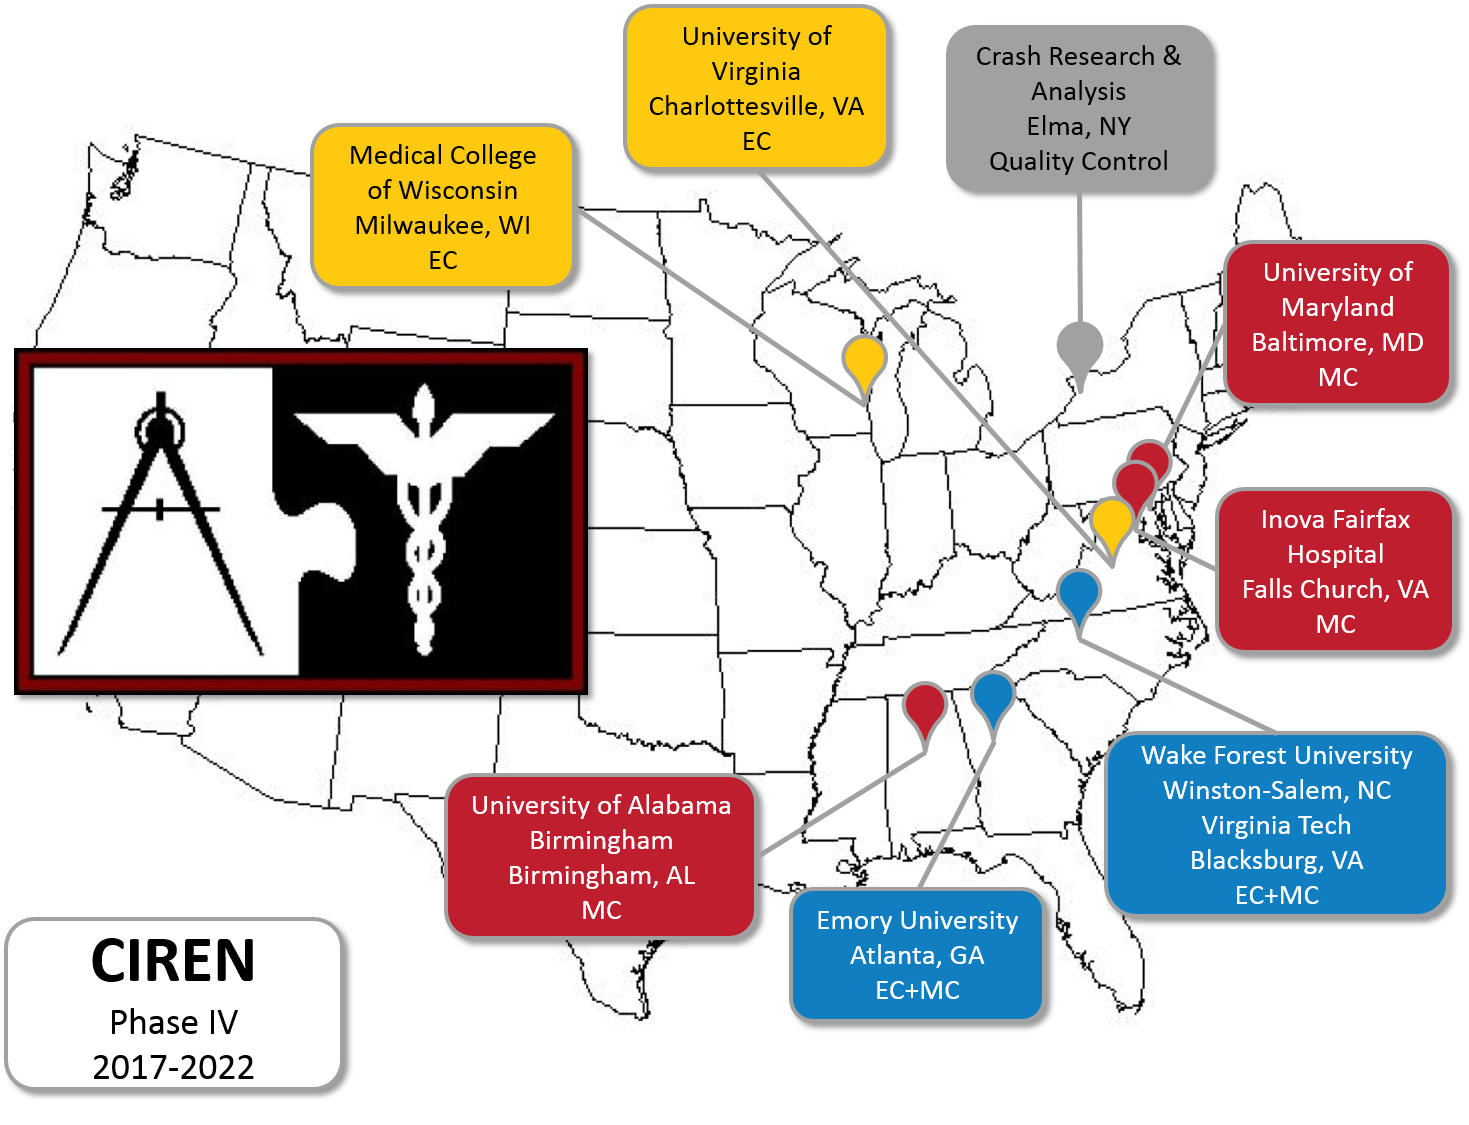 University of
Virginia
Charlottesville, VA
EC
Crash Research &
Analysis
Elma, NY
Quality Control
Medical College
of Wisconsin
Milwaukee, WI
EC
University of
Maryland
Baltimore, MD
MC
Inova Fairfax
Hospital
Falls Church, VA
MC
Wake Forest University
Winston-Salem, NC
Virginia Tech
Blacksburg, VA
EC+MC
University of Alabama
Birmingham
Birmingham, AL
MC
Emory University
Atlanta, GA
EC+MC
CIREN
Phase IV
2017-2022